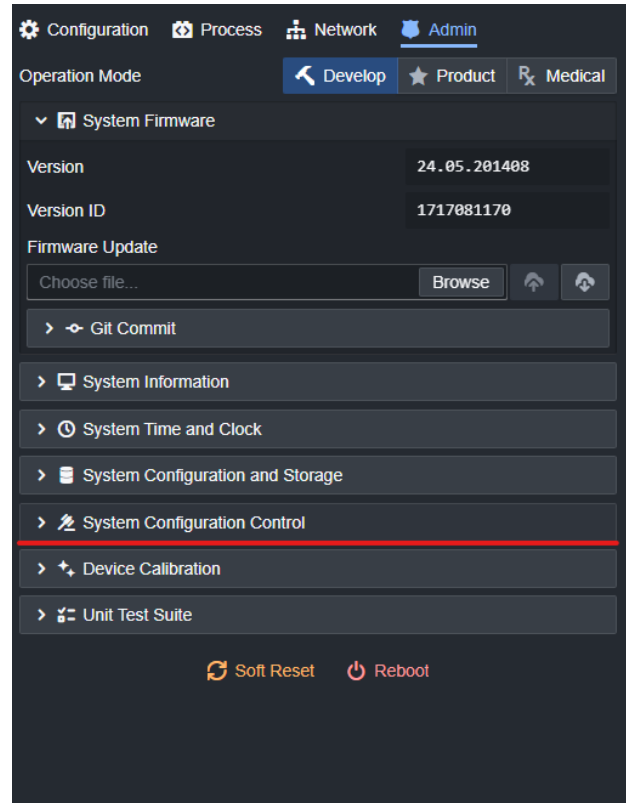 Configuration Process Network Admin
Operation Mode Develop Product Rx Medical
System Firmware
Version 24.05.201408
Version ID 1717081170
Firmware Update
Choose file... Browse
Git Commit
System Information
System Time and Clock
System Configuration and Storage
System Configuration Control
Device Calibration
Unit Test Suite
Soft Reset Reboot